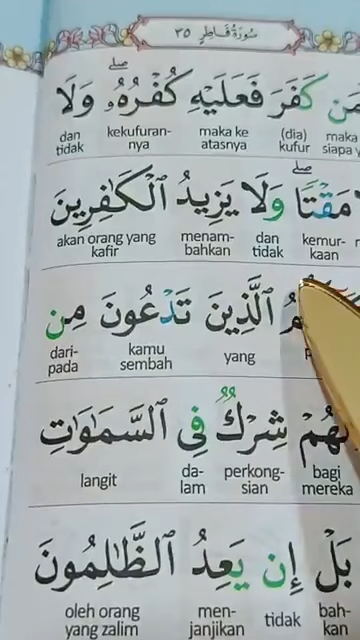 سُورَةُ فَاطِرٍ ٣٥
مَن كَفَرَ فَعَلَيْهِ كُفْرُهُۥ ۖ وَلَا
maka siapa (dia) kufur maka ke atasnya kekufuran-nya dan tidak
مَقْتًا ۖ وَلَا يَزِيدُ ٱلْكَٰفِرِينَ
kemur-kaan dan tidak menam-bahkan akan orang yang kafir
ٱلَّذِينَ تَدْعُونَ مِن
yang kamu sembah dari-pada
لَهُمْ شِرْكٌ فِى ٱلسَّمَٰوَٰتِ
bagi mereka perkong-sian da-lam langit
بَلْ إِن يَعِدُ ٱلظَّٰلِمُونَ
bah-kan tidak men-janjikan oleh orang yang zalim